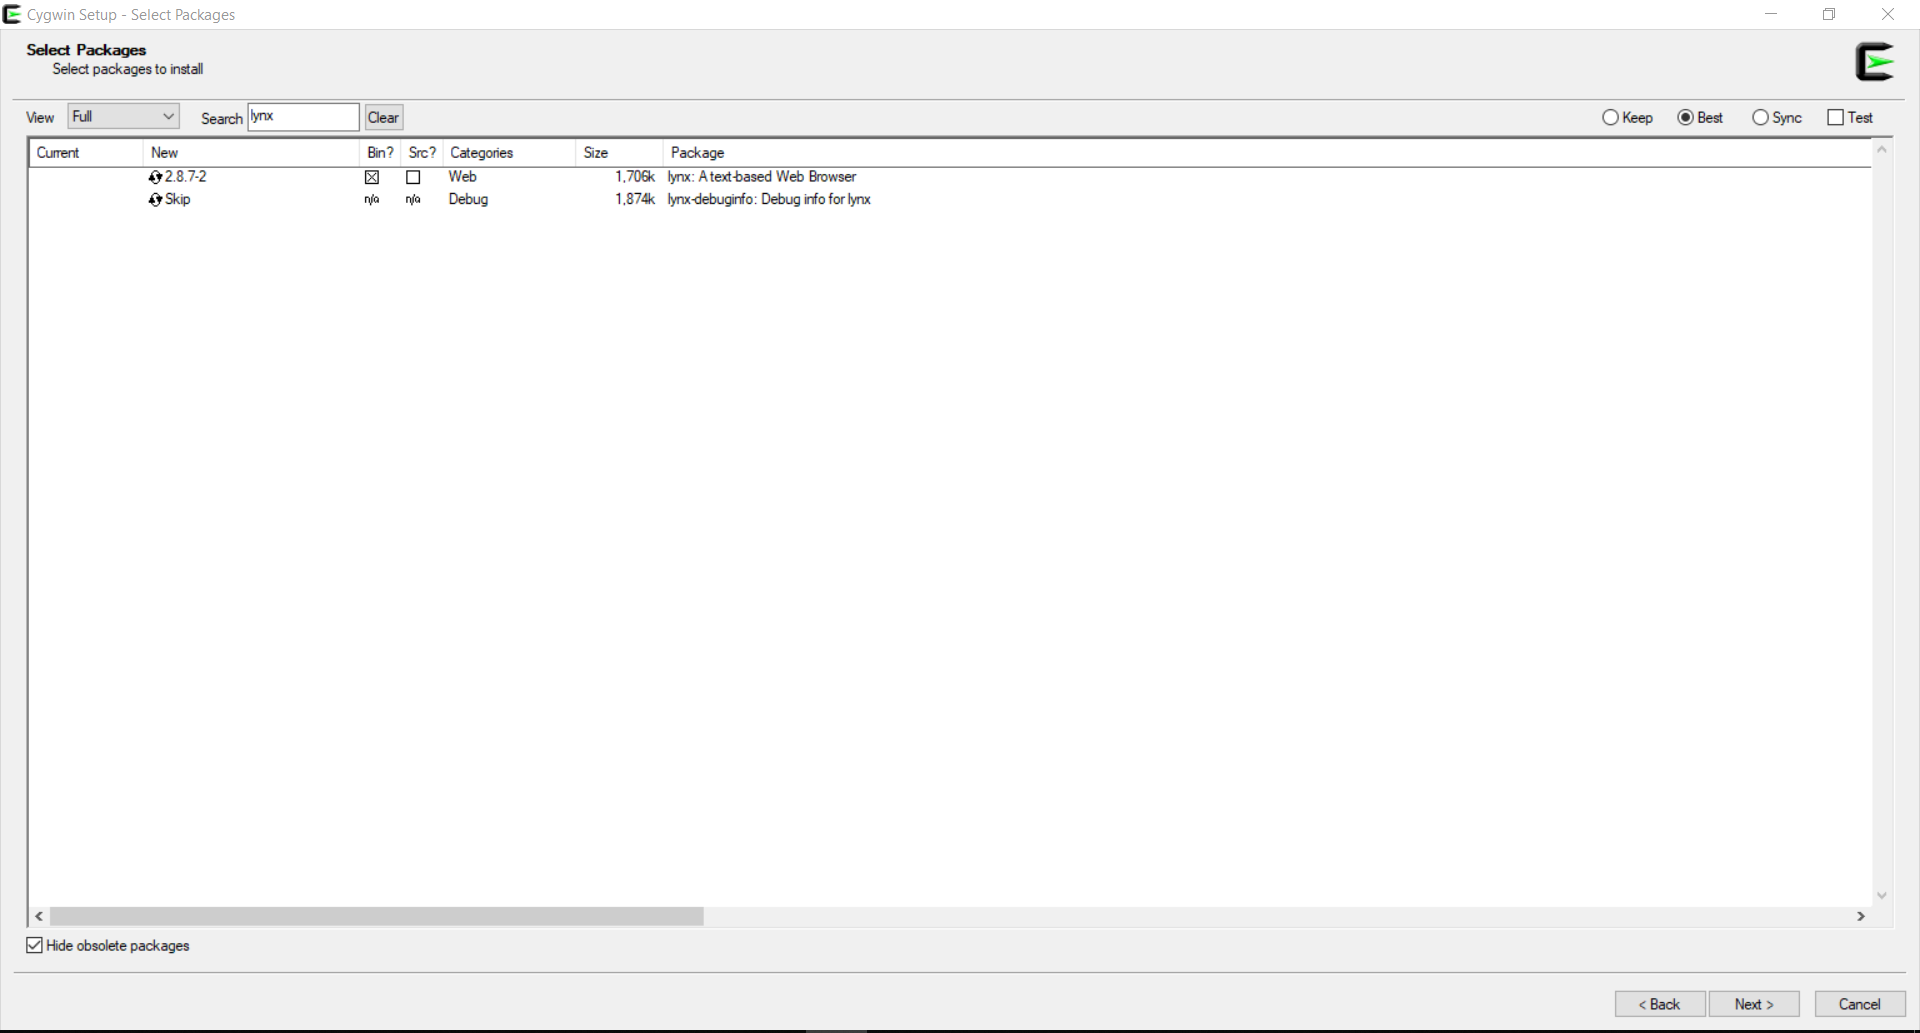 Cygwin Setup - Select Packages
Select Packages
Select packages to install
View Full Search lynx Clear Keep Best Sync Test
Current New Bin? Src? Categories Size Package
2.8.7-2 Web 1,706k lynx: A text-based Web Browser
Skip n/a n/a Debug 1,874k lynx-debuginfo: Debug info for lynx
Hide obsolete packages
< Back Next > Cancel